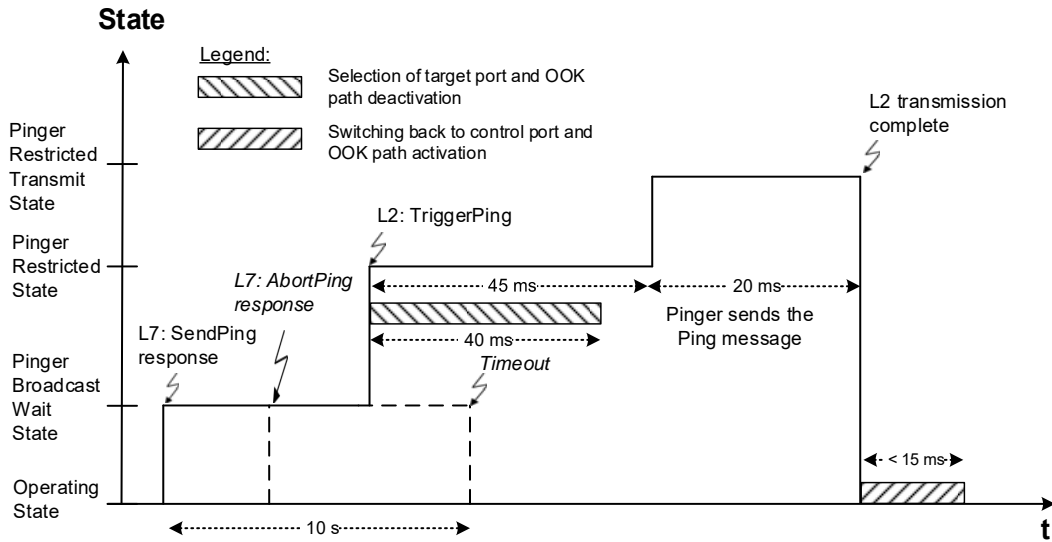 State
Legend:
Selection of target port and OOK
path deactivation
Switching back to control port and
OOK path activation
L2 transmission
complete
Pinger
Restricted
Transmit
State
L2: TriggerPing
Pinger
Restricted
State
L7: AbortPing
response
45 ms
20 ms
Pinger sends the
Ping message
L7: SendPing
response
40 ms
Timeout
Pinger
Broadcast
Wait
State
< 15 ms
Operating
State
10 s
t